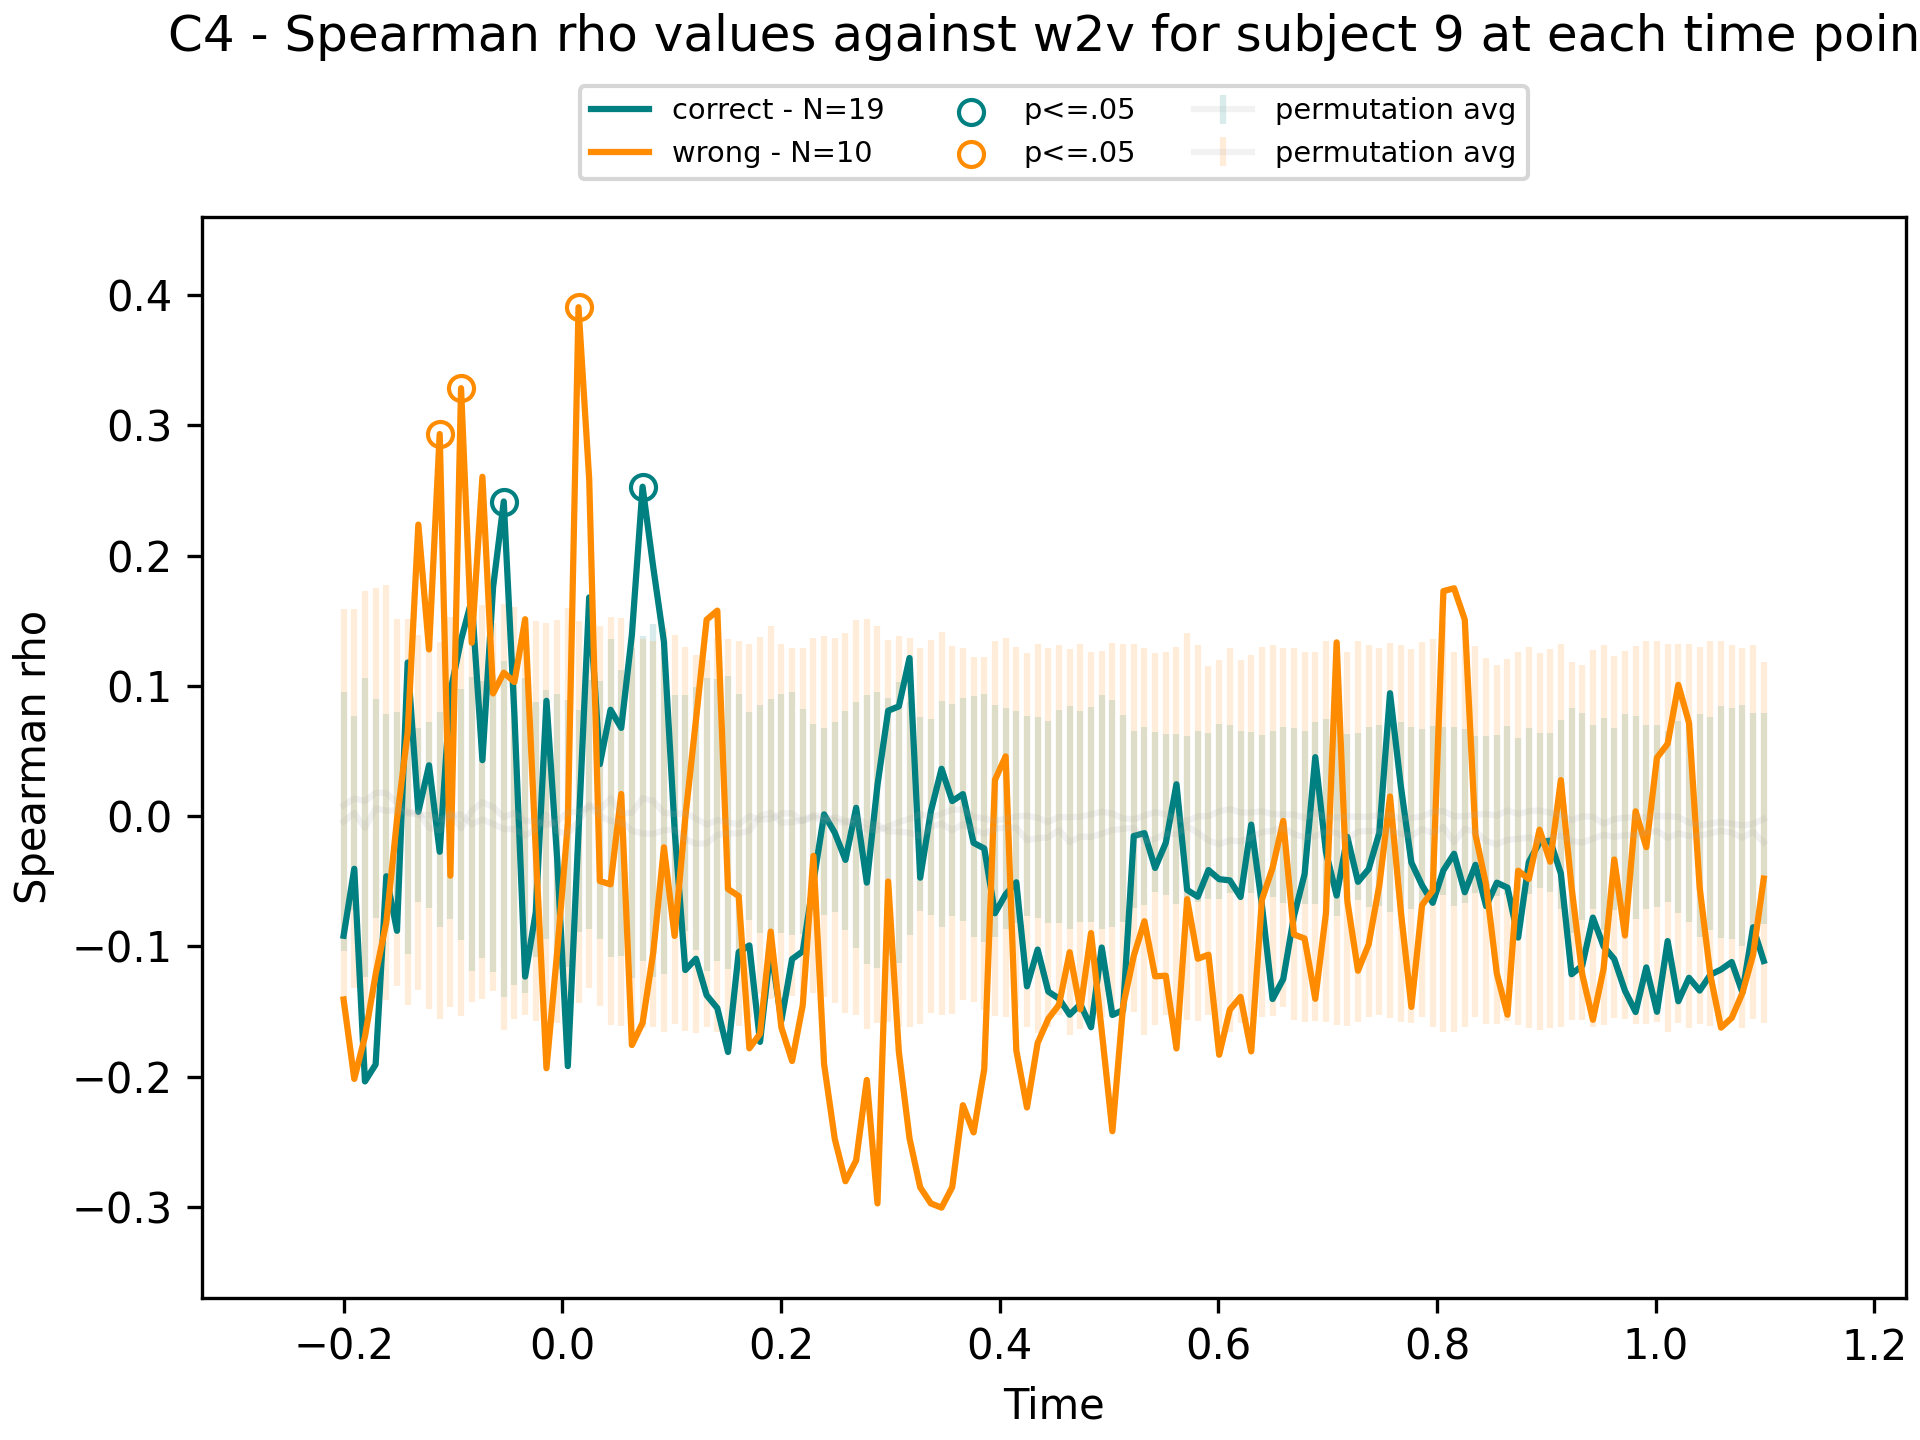 C4 - Spearman rho values against w2v for subject 9 at each time poin
correct - N=19
wrong - N=10
p<=.05
p<=.05
permutation avg
permutation avg
Spearman rho
0.4
0.3
0.2
0.1
0.0
−0.1
−0.2
−0.3
−0.2
0.0
0.2
0.4
0.6
0.8
1.0
1.2
Time